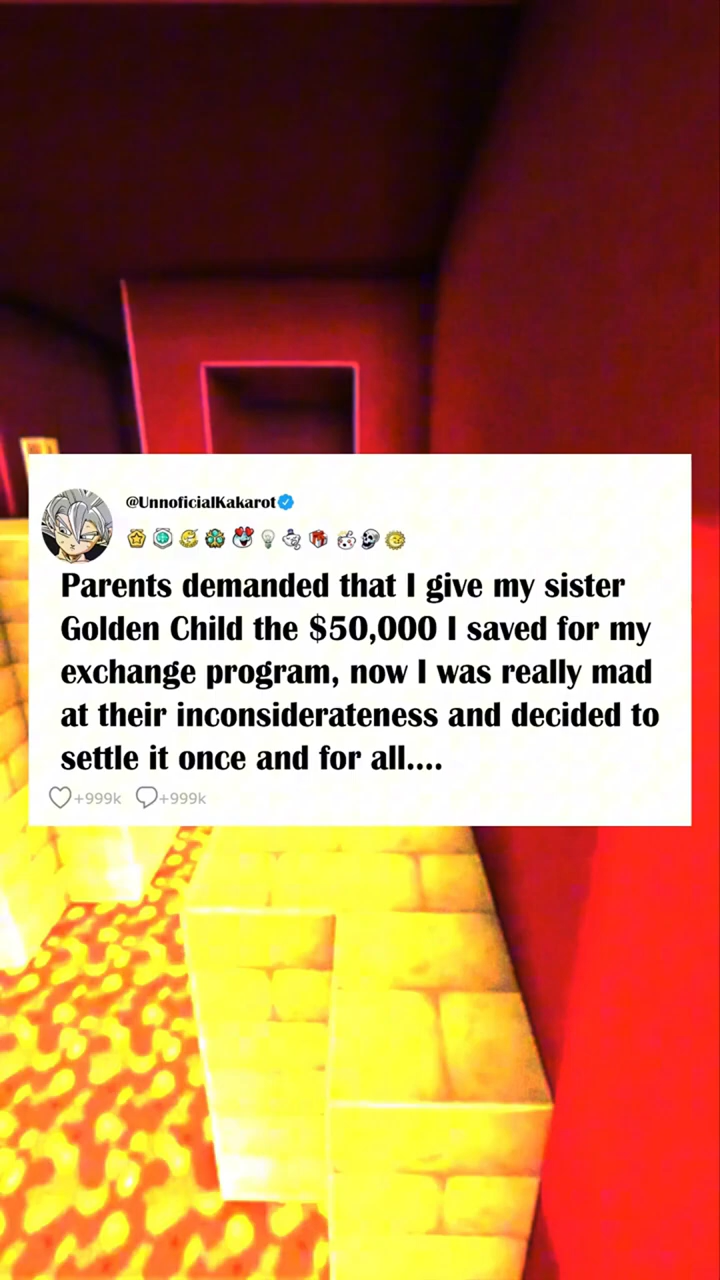 @UnnoficialKakarot
Parents demanded that I give my sister
Golden Child the $50,000 I saved for my
exchange program, now I was really mad
at their inconsiderateness and decided to
settle it once and for all....
+999k +999k